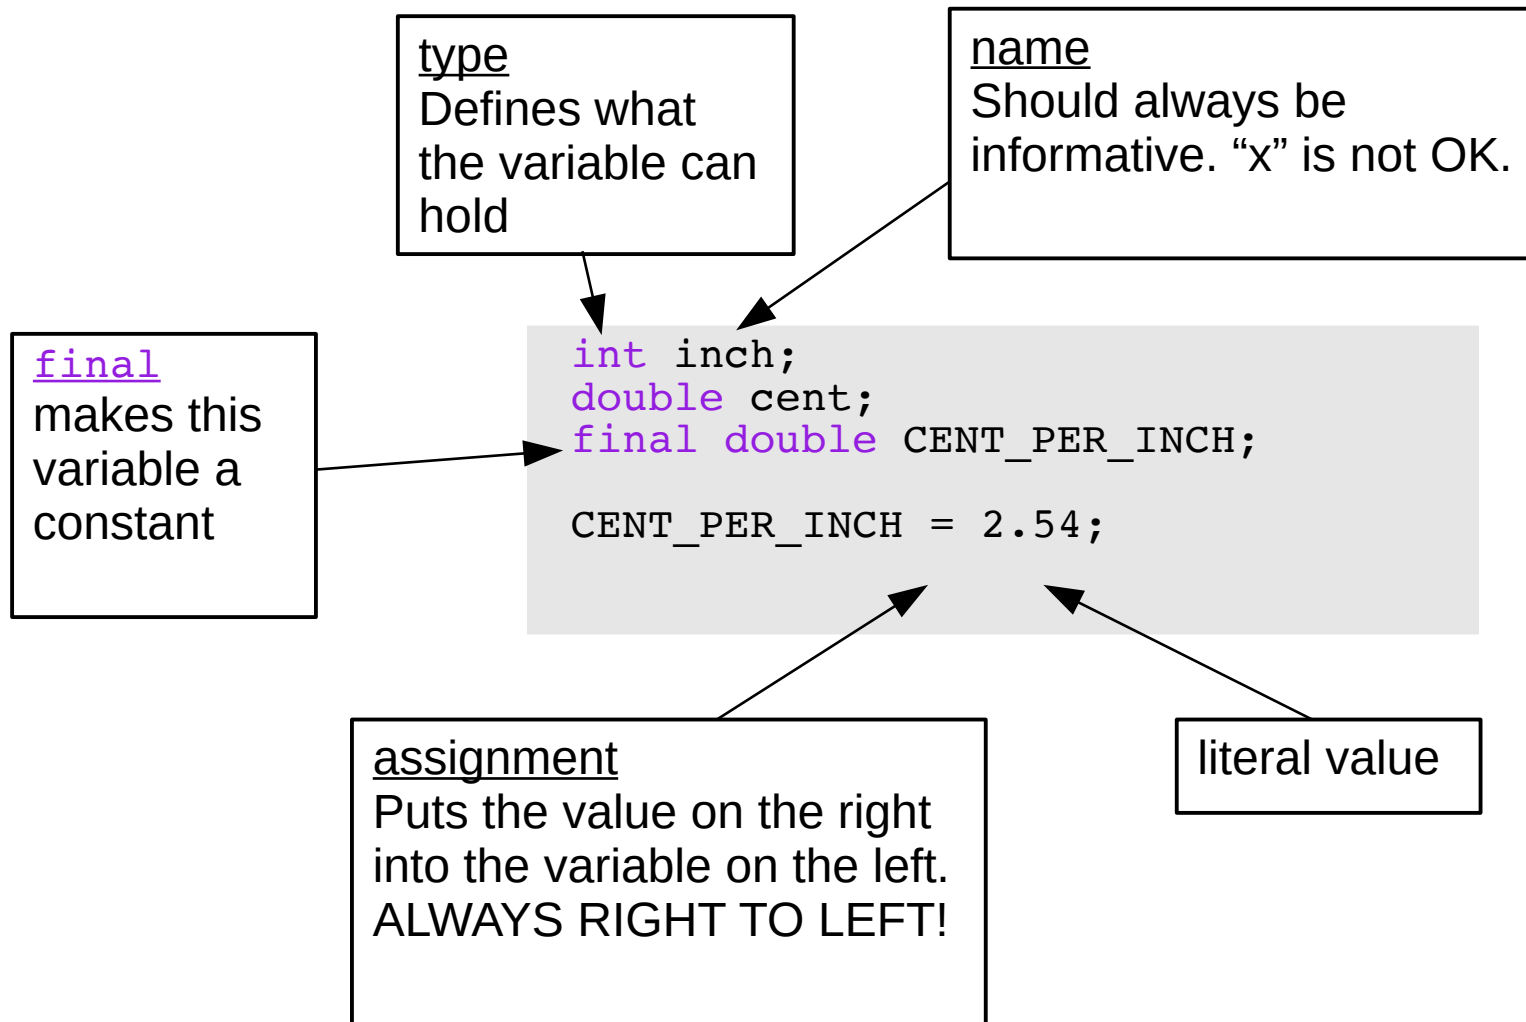 type
Defines what
the variable can
hold
name
Should always be
informative. “x” is not OK.
final
makes this
variable a
constant
int inch;
double cent;
final double CENT_PER_INCH;
CENT_PER_INCH = 2.54;
assignment
Puts the value on the right
into the variable on the left.
ALWAYS RIGHT TO LEFT!
literal value